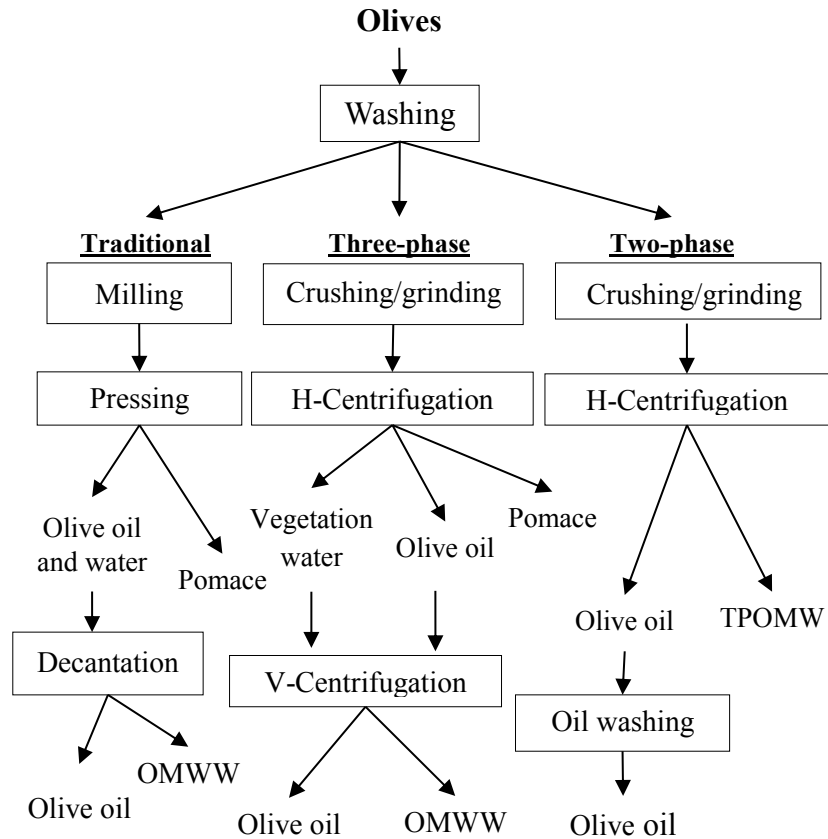 Olives
Washing
Traditional
Three-phase
Two-phase
Milling
Crushing/grinding
Crushing/grinding
Pressing
H-Centrifugation
H-Centrifugation
Olive oil
and water
Pomace
Vegetation
water
Olive oil
Pomace
Olive oil
TPOMW
Decantation
V-Centrifugation
Oil washing
Olive oil
OMWW
Olive oil
OMWW
Olive oil